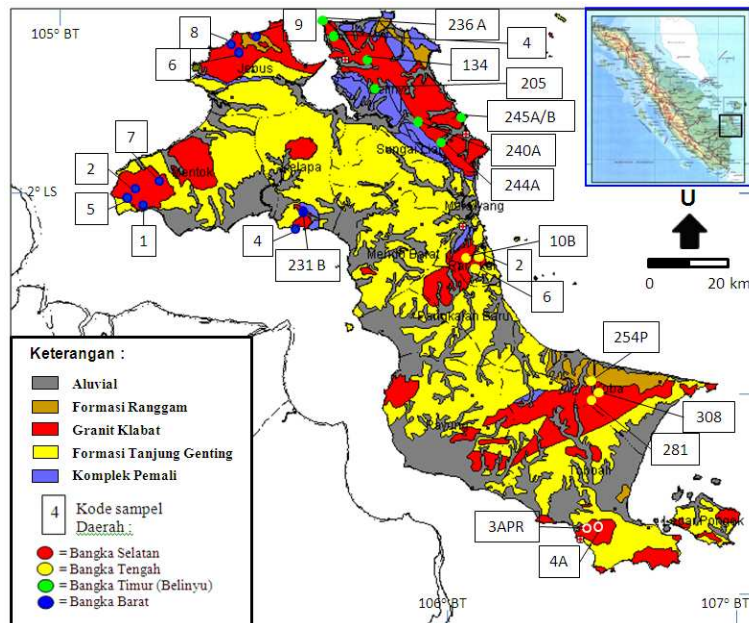 105° BT
9
236 A
8
4
6
134
Jebus
205
7
245A/B
Sungai Liat
240A
2
Mentok
Kelapa
244A
2° LS
5
Merawang
1
4
231 B
10B
Mendo Barat
2
6
Pangkalan Baru
U
0
20
km
254P
Keterangan :
Aluvial
Formasi Ranggam
Granit Klabat
Formasi Tanjung Genting
Komplek Pemali
308
Payung
281
Toboali
4
Kode sampel
Daerah :
3APR
= Bangka Selatan
= Bangka Tengah
= Bangka Timur (Belinyu)
= Bangka Barat
4A
106° BT
107° BT